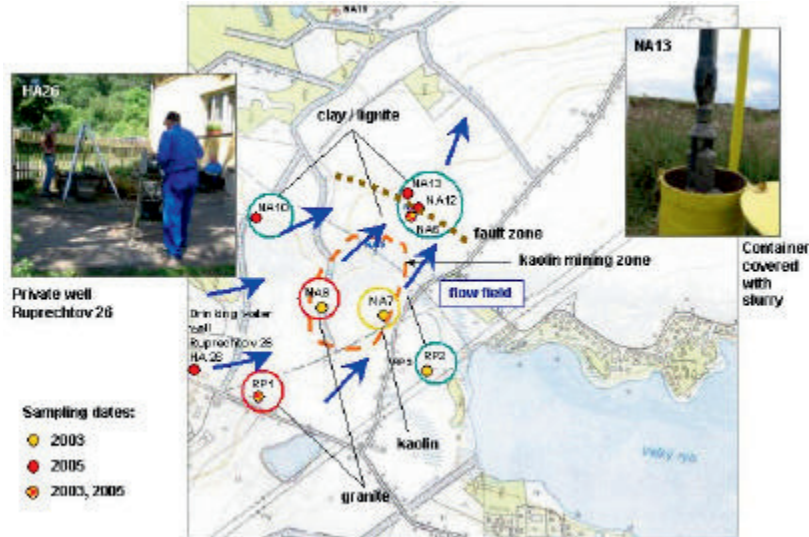 NA13
HA26
NA13
clay / lignite
NA13
NA12
NA10
NA6
fault zone
kaolin mining zone
flow field
Container
covered
with
slurry
Private well
Ruprechtov 26
Drinking water
well
Ruprechtov 26
HA 26
NA8
NA7
RP2
RP1
Sampling dates:
2003
2005
2003, 2005
kaolin
granite